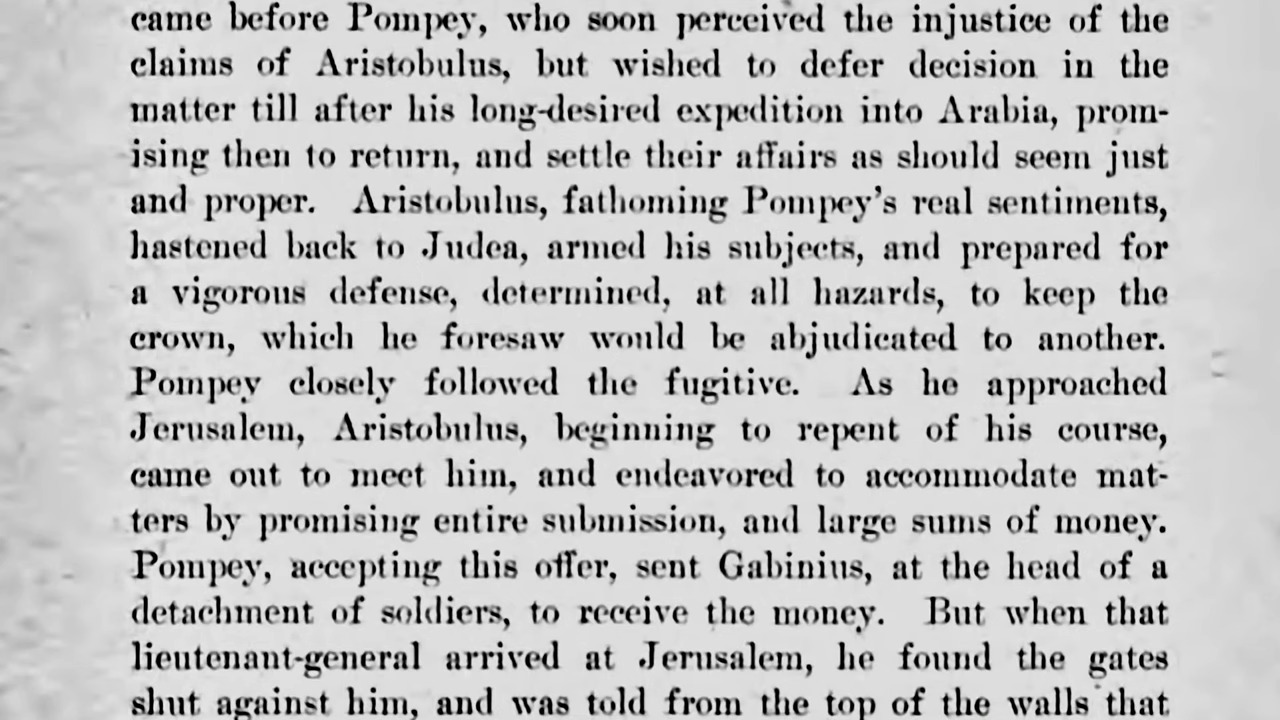 came before Pompey, who soon perceived the injustice of the
claims of Aristobulus, but wished to defer decision in the
matter till after his long-desired expedition into Arabia, prom-
ising then to return, and settle their affairs as should seem just
and proper. Aristobulus, fathoming Pompey's real sentiments,
hastened back to Judea, armed his subjects, and prepared for
a vigorous defense, determined, at all hazards, to keep the
crown, which he foresaw would be abjudicated to another.
Pompey closely followed the fugitive. As he approached
Jerusalem, Aristobulus, beginning to repent of his course,
came out to meet him, and endeavored to accommodate mat-
ters by promising entire submission, and large sums of money.
Pompey, accepting this offer, sent Gabinius, at the head of a
detachment of soldiers, to receive the money. But when that
lieutenant-general arrived at Jerusalem, he found the gates
shut against him, and was told from the top of the walls that